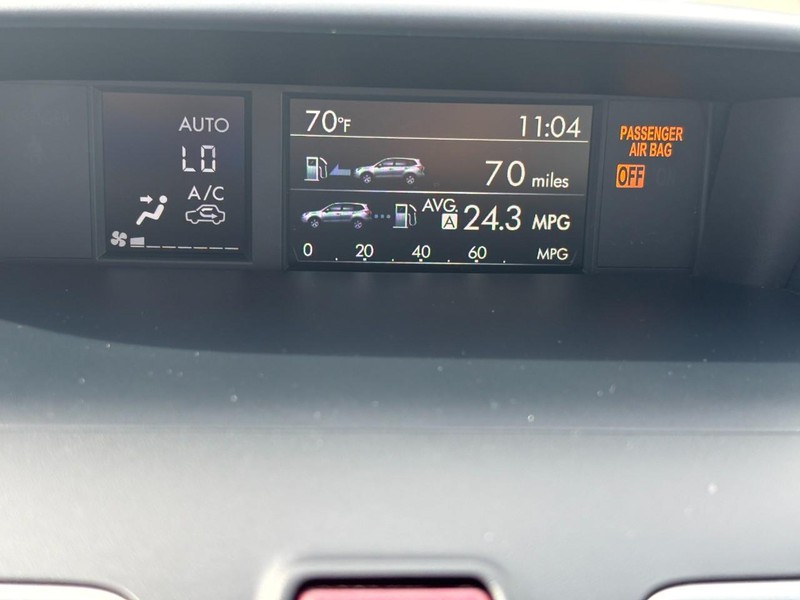 AUTO
LO
A/C
70°F 11:04
70 miles
AVG.
A 24.3 MPG
0 20 40 60 MPG
PASSENGER
AIR BAG
OFF